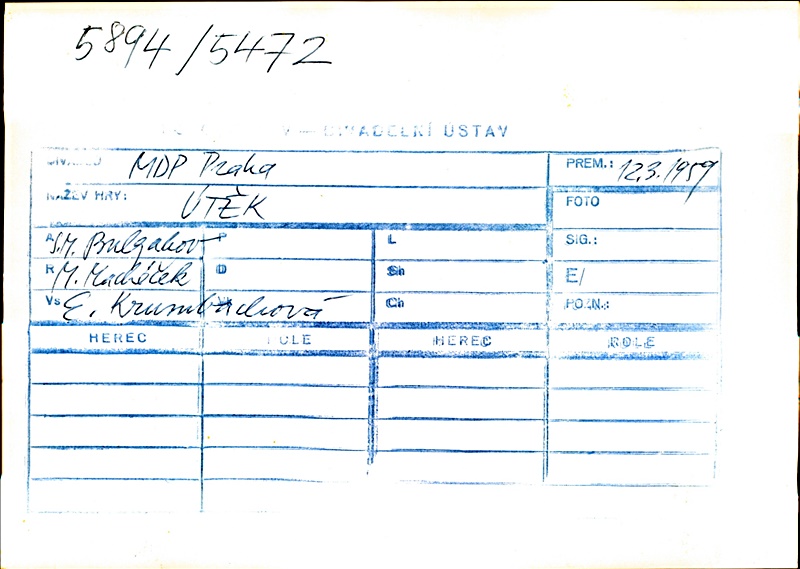 5894/5472
DIVADELNÍ ÚSTAV
DIVADLO MDP Praha PREM.: 12.3.1959
NÁZEV HRY: ÚTĚK FOTO
A J.M. Bulgakov P L SIG.:
R M. Macháček D Sh E/
Vs E. Krumbachová Ch POZN.:
HEREC ROLE HEREC ROLE